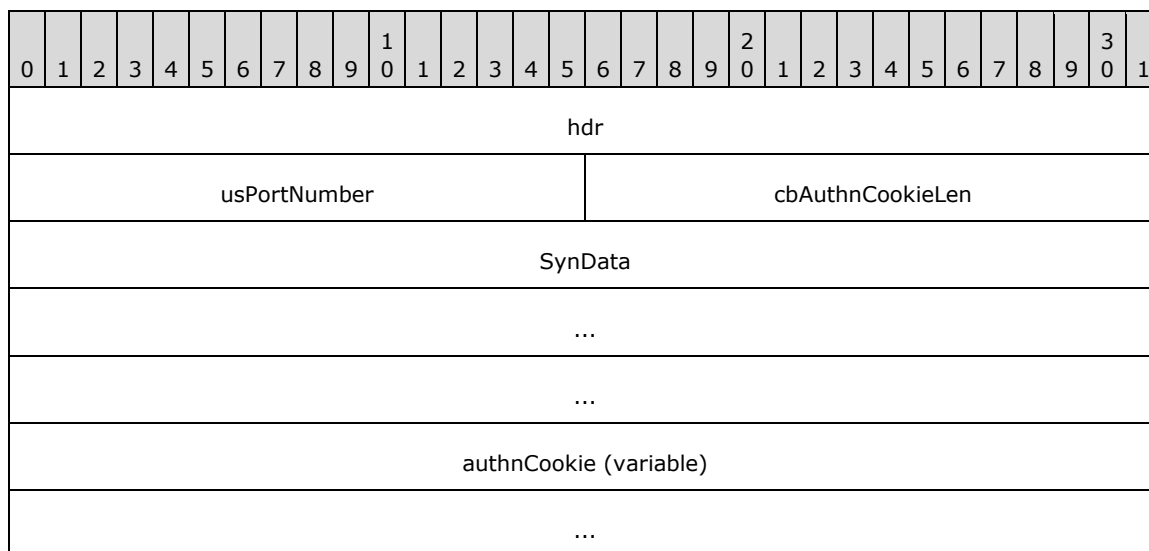 1 2 3
0 1 2 3 4 5 6 7 8 9 0 1 2 3 4 5 6 7 8 9 0 1 2 3 4 5 6 7 8 9 0 1
hdr
usPortNumber cbAuthnCookieLen
SynData
...
...
authnCookie (variable)
...